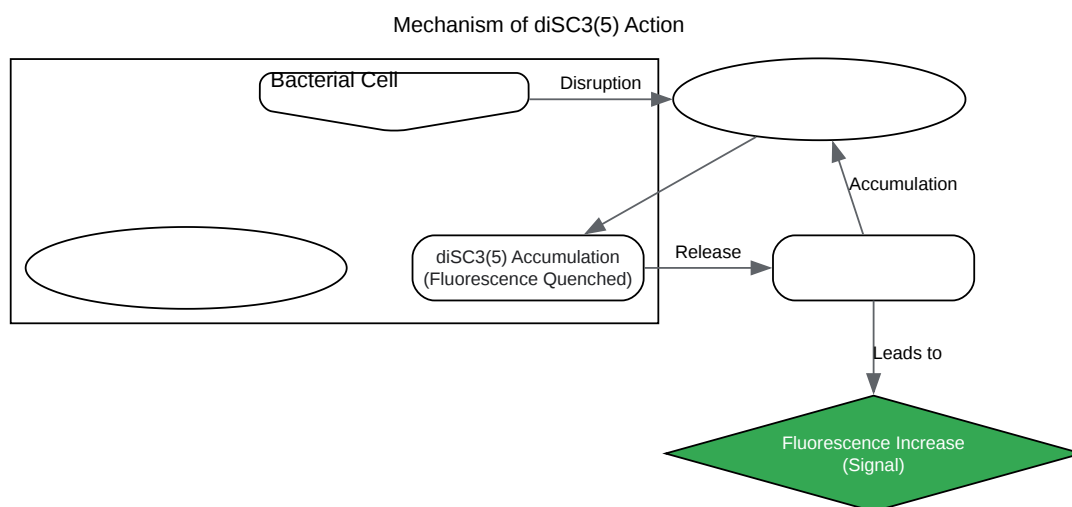 Mechanism of diSC3(5) Action
Bacterial Cell
Disruption
Accumulation
diSC3(5) Accumulation
(Fluorescence Quenched)
Release
Leads to
Fluorescence Increase
(Signal)